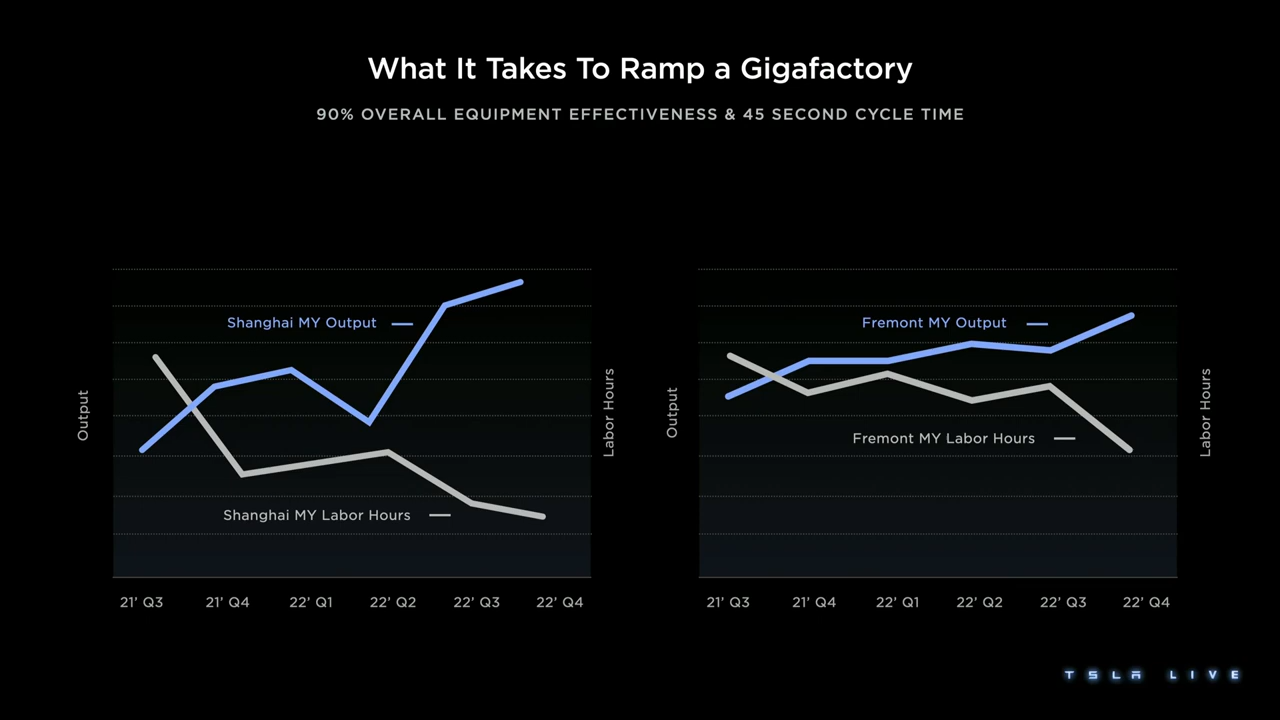 What It Takes To Ramp a Gigafactory
90% OVERALL EQUIPMENT EFFECTIVENESS & 45 SECOND CYCLE TIME
Output
Shanghai MY Output
Shanghai MY Labor Hours
Labor Hours
21’ Q3 21’ Q4 22’ Q1 22’ Q2 22’ Q3 22’ Q4
Output
Fremont MY Output
Fremont MY Labor Hours
Labor Hours
21’ Q3 21’ Q4 22’ Q1 22’ Q2 22’ Q3 22’ Q4
TSLA LIVE